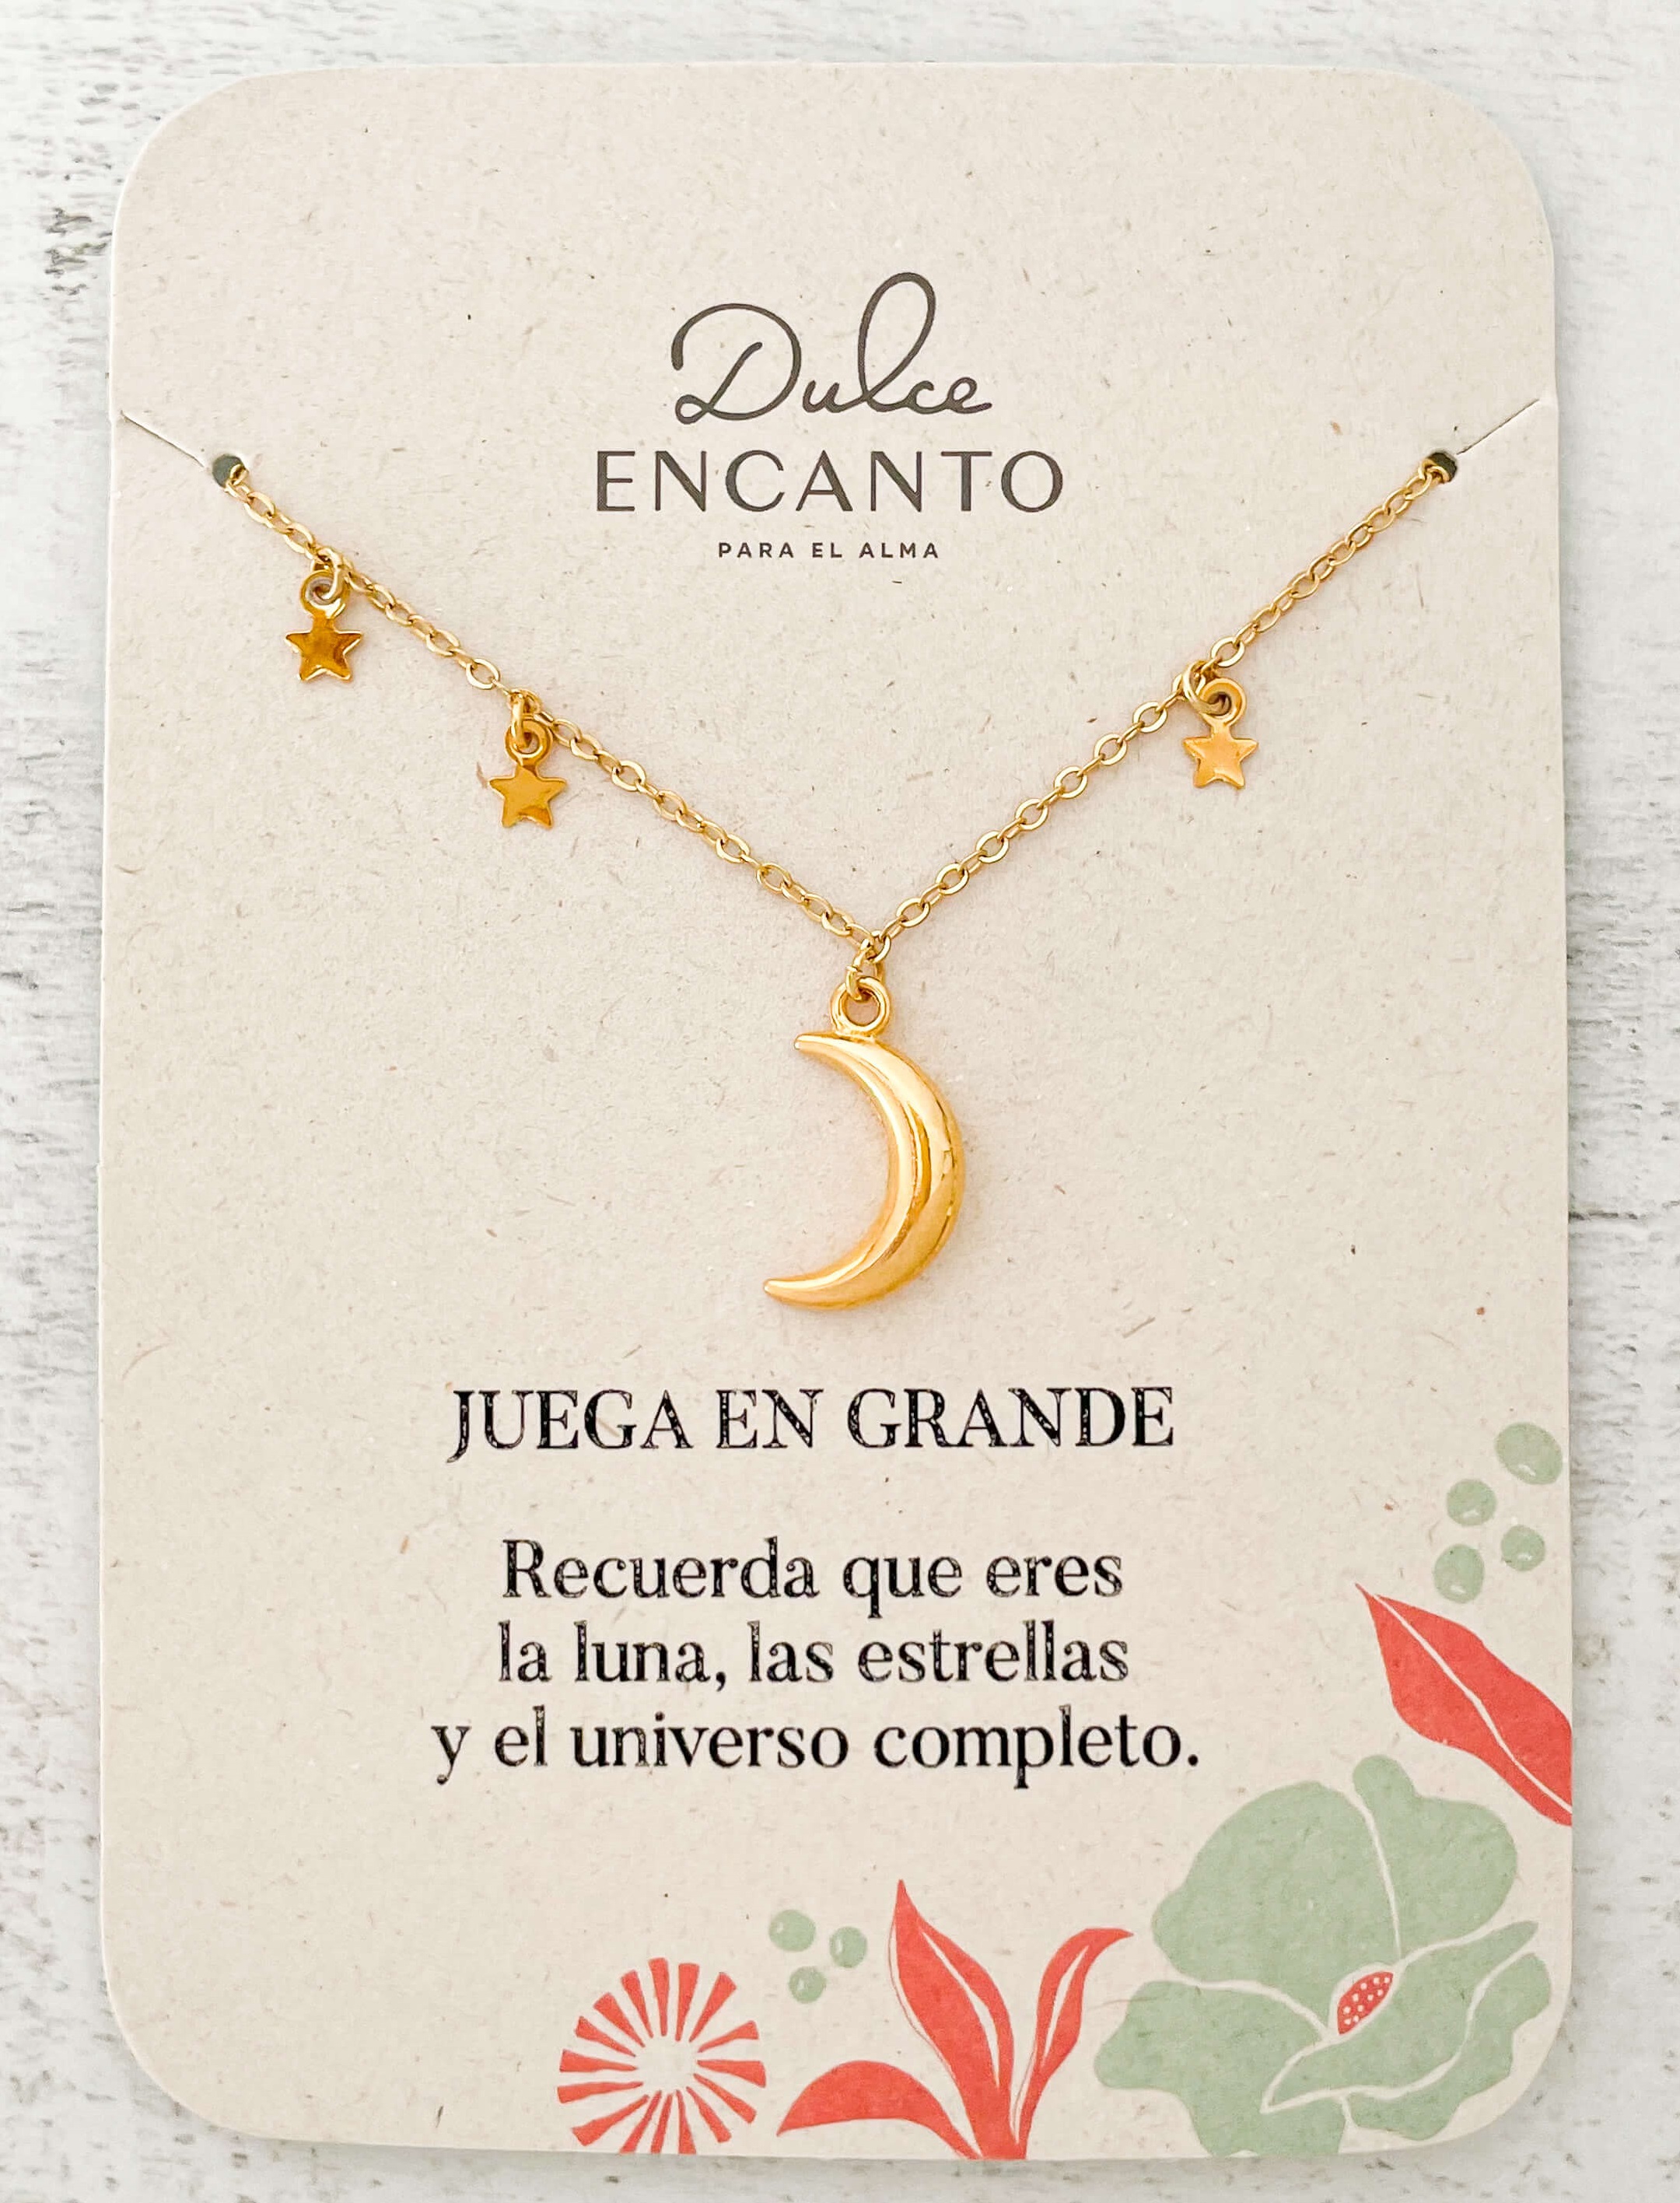 Dulce
ENCANTO
PARA EL ALMA
JUEGA EN GRANDE
Recuerda que eres
la luna, las estrellas
y el universo completo.